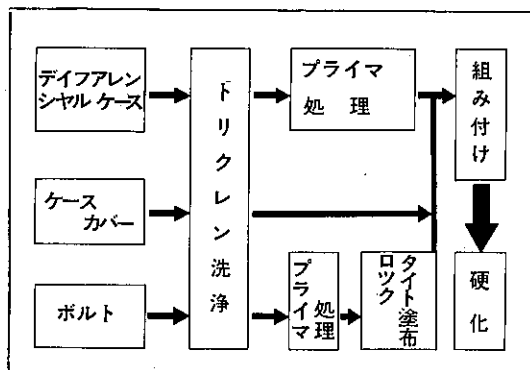 デイフアレン
シヤル ケース
ケース
カバー
ボルト
トリクレン洗浄
プライマ
処理
プライマ
処理
ロツク
タイト塗布
組み付け
硬化